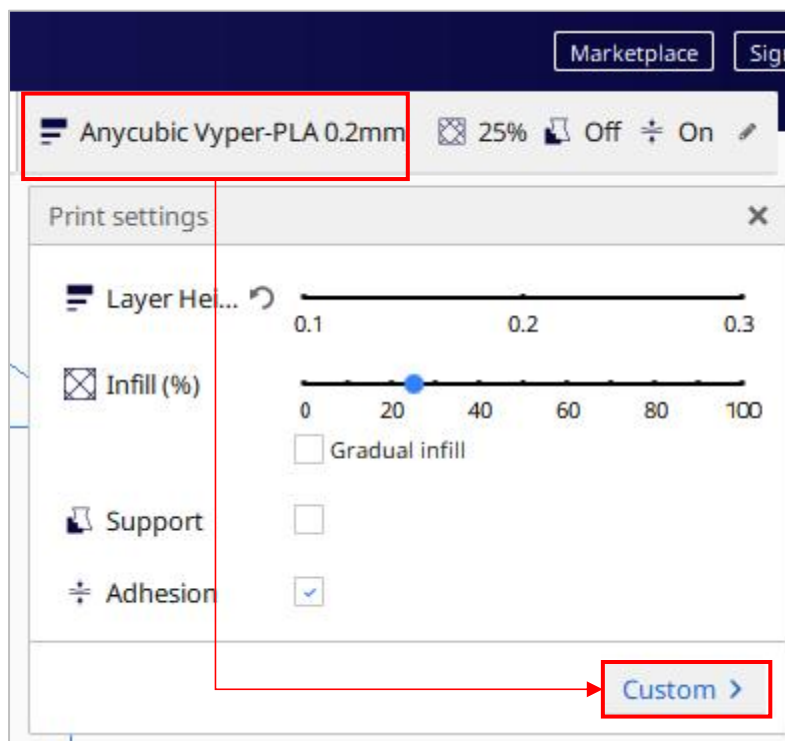 Marketplace Sig
Anycubic Vyper-PLA 0.2mm 25% Off On
Print settings
Layer Hei...
0.1 0.2 0.3
Infill (%)
0 20 40 60 80 100
Gradual infill
Support
Adhesion
Custom